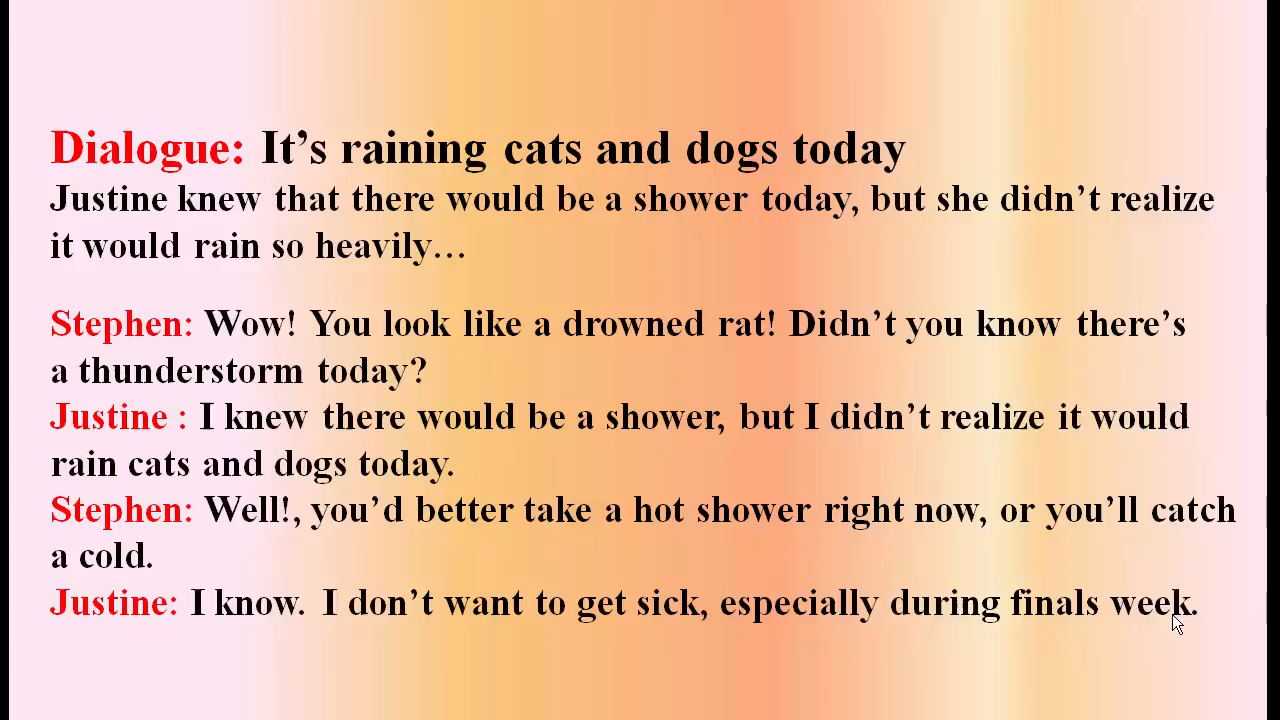 Dialogue: It’s raining cats and dogs today
Justine knew that there would be a shower today, but she didn’t realize
it would rain so heavily…
Stephen: Wow! You look like a drowned rat! Didn’t you know there’s
a thunderstorm today?
Justine : I knew there would be a shower, but I didn’t realize it would
rain cats and dogs today.
Stephen: Well!, you’d better take a hot shower right now, or you’ll catch
a cold.
Justine: I know. I don’t want to get sick, especially during finals week.